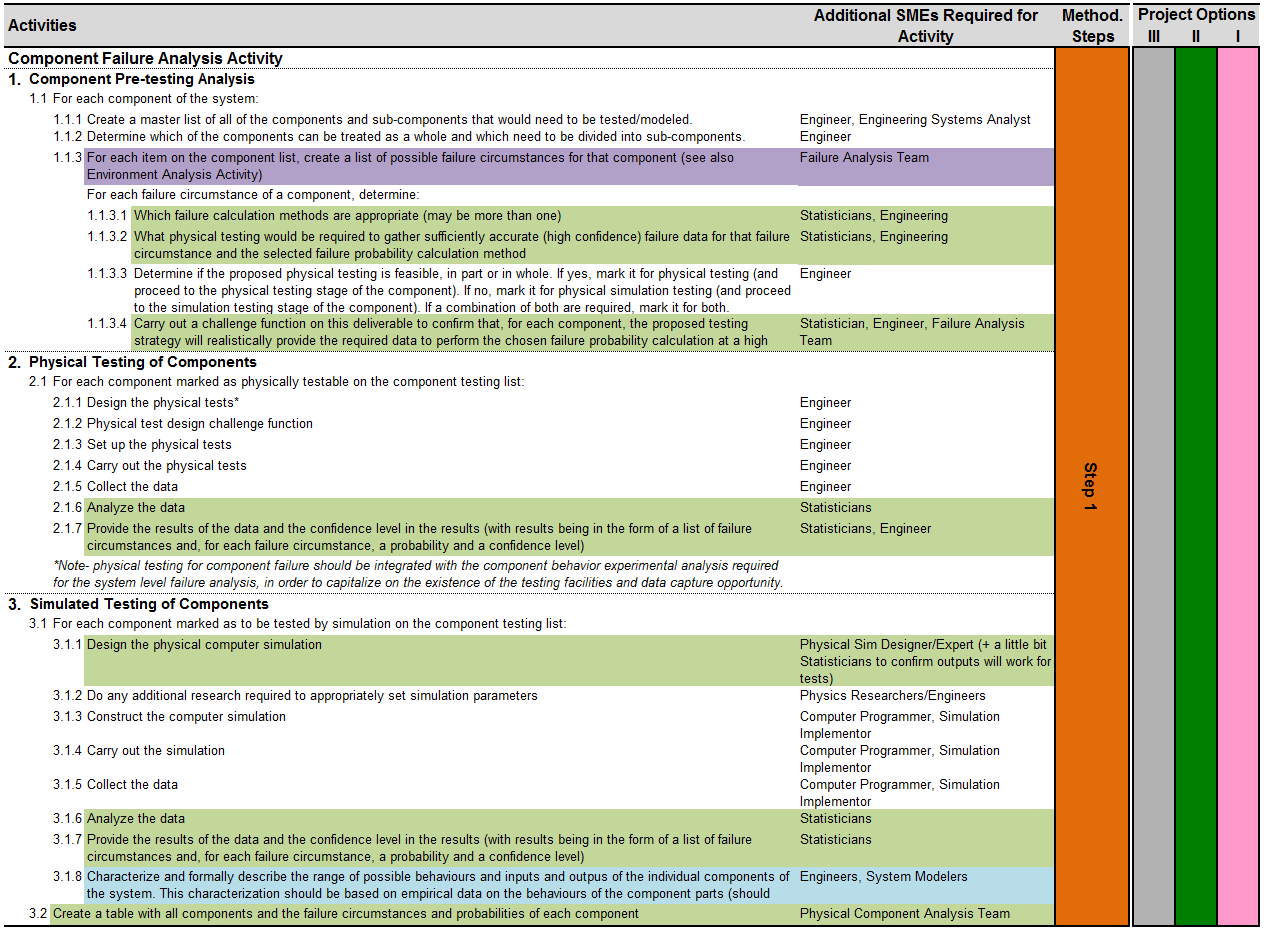 Activities
Additional SMEs Required for
Activity
Method.
Steps
Project Options
III II I
Component Failure Analysis Activity
1. Component Pre-testing Analysis
1.1 For each component of the system:
1.1.1 Create a master list of all of the components and sub-components that would need to be tested/modeled. Engineer, Engineering Systems Analyst
1.1.2 Determine which of the components can be treated as a whole and which need to be divided into sub-components. Engineer
1.1.3 For each item on the component list, create a list of possible failure circumstances for that component (see also Failure Analysis Team
Environment Analysis Activity)
For each failure circumstance of a component, determine:
1.1.3.1 Which failure calculation methods are appropriate (may be more than one) Statisticians, Engineering
1.1.3.2 What physical testing would be required to gather sufficiently accurate (high confidence) failure data for that failure Statisticians, Engineering
circumstance and the selected failure probability calculation method
1.1.3.3 Determine if the proposed physical testing is feasible, in part or in whole. If yes, mark it for physical testing (and Engineer
proceed to the physical testing stage of the component). If no, mark it for physical simulation testing (and proceed
to the simulation testing stage of the component). If a combination of both are required, mark it for both.
1.1.3.4 Carry out a challenge function on this deliverable to confirm that, for each component, the proposed testing Statistician, Engineer, Failure Analysis
strategy will realistically provide the required data to perform the chosen failure probability calculation at a high Team
2. Physical Testing of Components
2.1 For each component marked as physically testable on the component testing list:
2.1.1 Design the physical tests* Engineer
2.1.2 Physical test design challenge function Engineer
2.1.3 Set up the physical tests Engineer
2.1.4 Carry out the physical tests Engineer
2.1.5 Collect the data Engineer
2.1.6 Analyze the data Statisticians
2.1.7 Provide the results of the data and the confidence level in the results (with results being in the form of a list of failure Statisticians, Engineer
circumstances and, for each failure circumstance, a probability and a confidence level)
*Note- physical testing for component failure should be integrated with the component behavior experimental analysis required
for the system level failure analysis, in order to capitalize on the existence of the testing facilities and data capture opportunity.
Step 1
3. Simulated Testing of Components
3.1 For each component marked as to be tested by simulation on the component testing list:
3.1.1 Design the physical computer simulation Physical Sim Designer/Expert (+ a little bit
Statisticians to confirm outputs will work for
tests)
3.1.2 Do any additional research required to appropriately set simulation parameters Physics Researchers/Engineers
3.1.3 Construct the computer simulation Computer Programmer, Simulation
Implementor
3.1.4 Carry out the simulation Computer Programmer, Simulation
Implementor
3.1.5 Collect the data Computer Programmer, Simulation
Implementor
3.1.6 Analyze the data Statisticians
3.1.7 Provide the results of the data and the confidence level in the results (with results being in the form of a list of failure Statisticians
circumstances and, for each failure circumstance, a probability and a confidence level)
3.1.8 Characterize and formally describe the range of possible behaviours and inputs and outpus of the individual components of Engineers, System Modelers
the system. This characterization should be based on empirical data on the behaviours of the component parts (should
3.2 Create a table with all components and the failure circumstances and probabilities of each component Physical Component Analysis Team